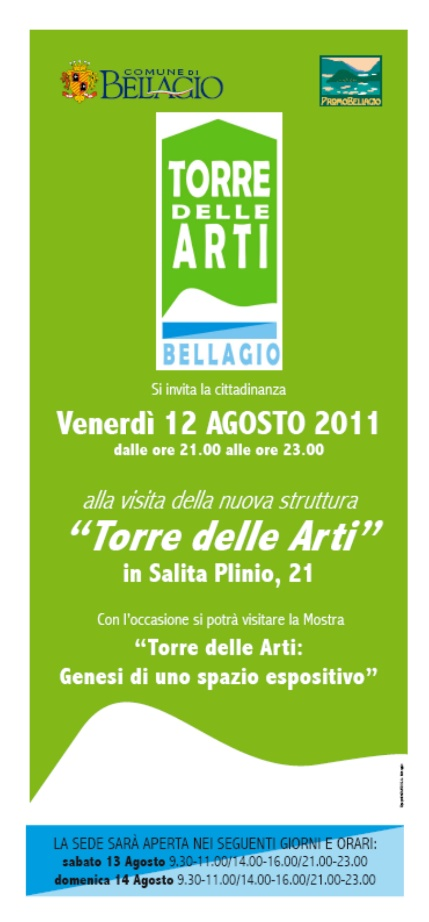 COMUNE DI
BELLAGIO
PROMOBELLAGIO
TORRE
DELLE
ARTI
BELLAGIO
Si invita la cittadinanza
Venerdì 12 AGOSTO 2011
dalle ore 21.00 alle ore 23.00
alla visita della nuova struttura
“Torre delle Arti”
in Salita Plinio, 21
Con l'occasione si potrà visitare la Mostra
“Torre delle Arti:
Genesi di uno spazio espositivo”
LA SEDE SARÀ APERTA NEI SEGUENTI GIORNI E ORARI:
sabato 13 Agosto 9.30-11.00/14.00-16.00/21.00-23.00
domenica 14 Agosto 9.30-11.00/14.00-16.00/21.00-23.00